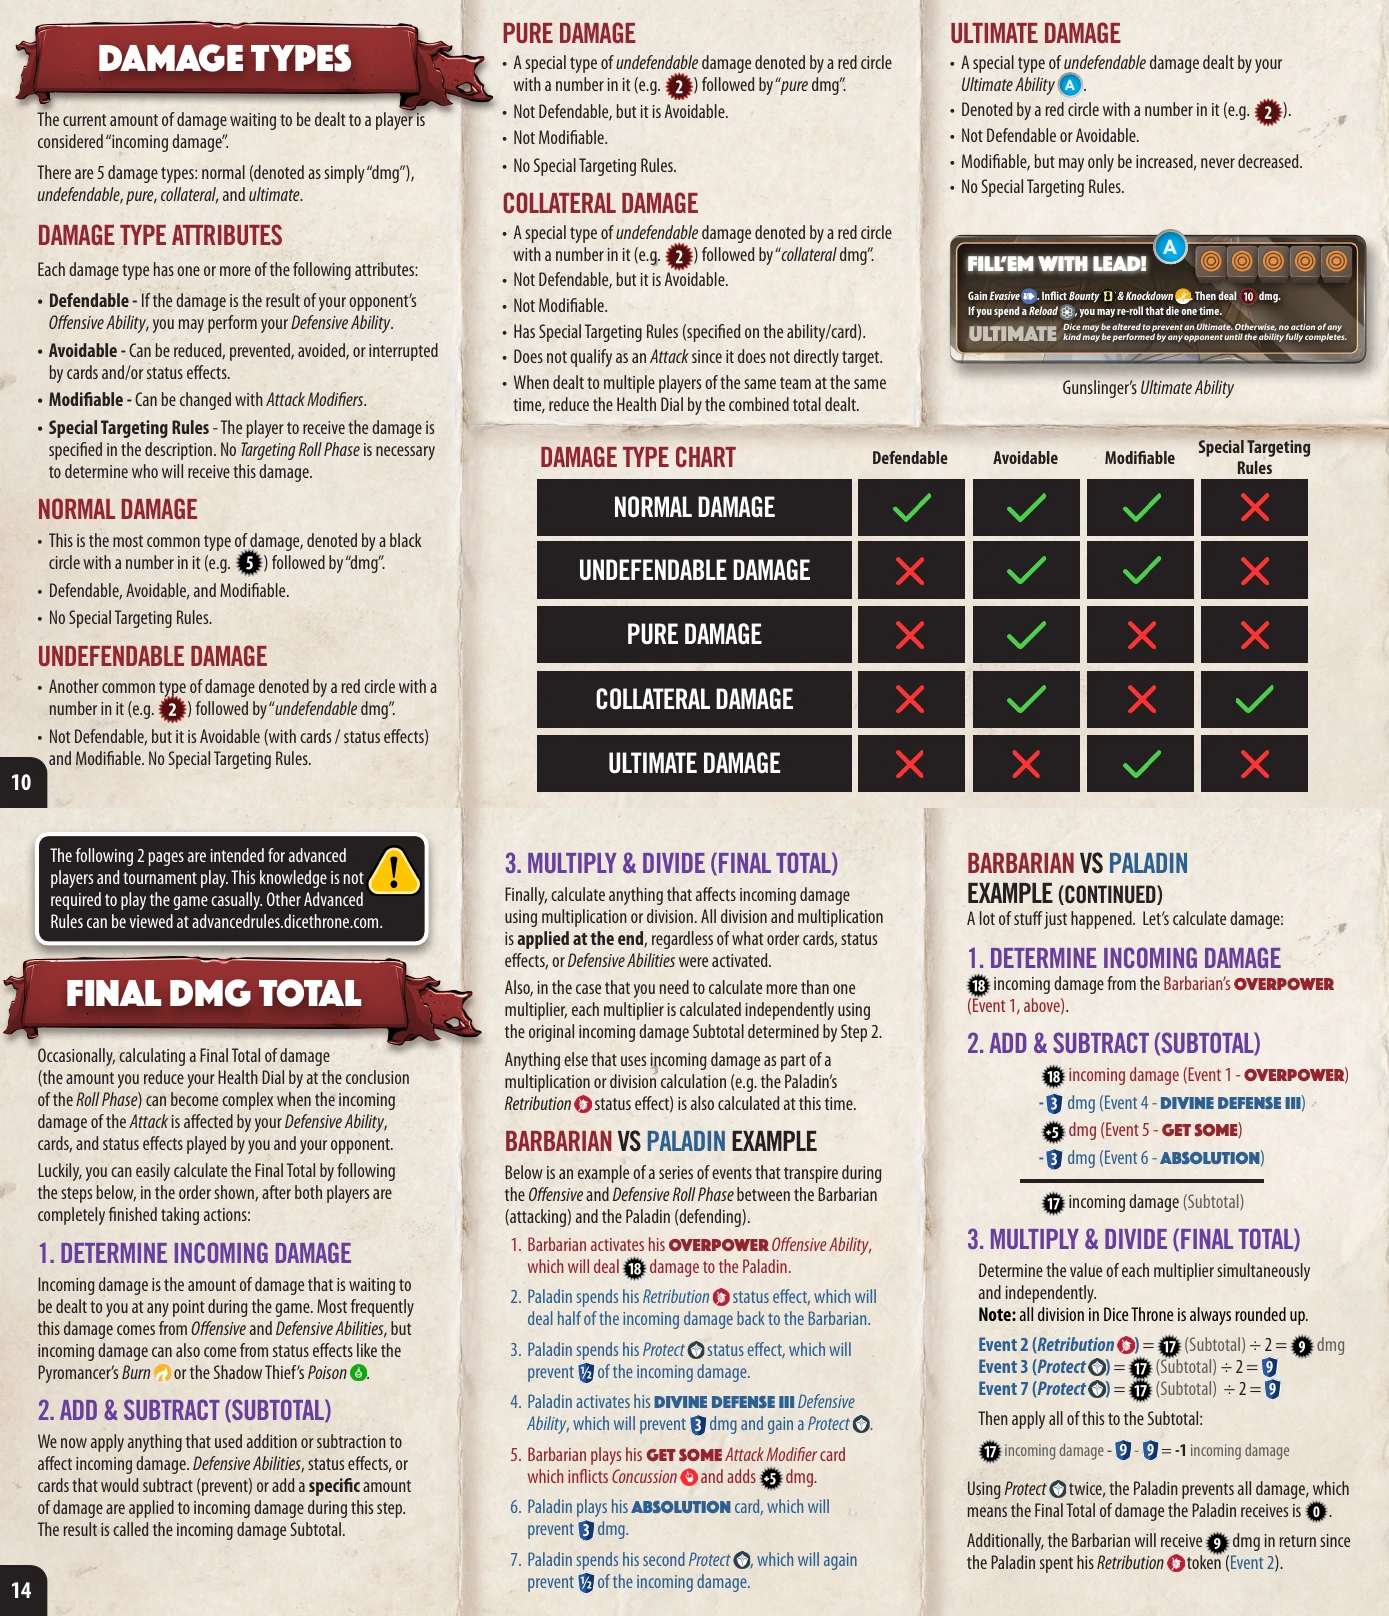 DAMAGE TYPES
The current amount of damage waiting to be dealt to a player is
considered “incoming damage”.
There are 5 damage types: normal (denoted as simply “dmg”),
undefendable, pure, collateral, and ultimate.
DAMAGE TYPE ATTRIBUTES
Each damage type has one or more of the following attributes:
• Defendable - If the damage is the result of your opponent’s
Offensive Ability, you may perform your Defensive Ability.
• Avoidable - Can be reduced, prevented, avoided, or interrupted
by cards and/or status effects.
• Modifiable - Can be changed with Attack Modifiers.
• Special Targeting Rules - The player to receive the damage is
specified in the description. No Targeting Roll Phase is necessary
to determine who will receive this damage.
NORMAL DAMAGE
• This is the most common type of damage, denoted by a black
circle with a number in it (e.g. 5) followed by “dmg”.
• Defendable, Avoidable, and Modifiable.
• No Special Targeting Rules.
UNDEFENDABLE DAMAGE
• Another common type of damage denoted by a red circle with a
number in it (e.g. 2) followed by “undefendable dmg”.
• Not Defendable, but it is Avoidable (with cards / status effects)
and Modifiable. No Special Targeting Rules.
10
PURE DAMAGE
• A special type of undefendable damage denoted by a red circle
with a number in it (e.g. 2) followed by “pure dmg”.
• Not Defendable, but it is Avoidable.
• Not Modifiable.
• No Special Targeting Rules.
COLLATERAL DAMAGE
• A special type of undefendable damage denoted by a red circle
with a number in it (e.g. 2) followed by “collateral dmg”.
• Not Defendable, but it is Avoidable.
• Not Modifiable.
• Has Special Targeting Rules (specified on the ability/card).
• Does not qualify as an Attack since it does not directly target.
• When dealt to multiple players of the same team at the same
time, reduce the Health Dial by the combined total dealt.
ULTIMATE DAMAGE
• A special type of undefendable damage dealt by your
Ultimate Ability A.
• Denoted by a red circle with a number in it (e.g. 2).
• Not Defendable or Avoidable.
• Modifiable, but may only be increased, never decreased.
• No Special Targeting Rules.
A
FILL’EM WITH LEAD!
Gain Evasive. Inflict Bounty & Knockdown. Then deal 10 dmg.
If you spend a Reload, you may re-roll that die one time.
ULTIMATE Dice may be altered to prevent an Ultimate. Otherwise, no action of any
kind may be performed by any opponent until the ability fully completes.
Gunslinger’s Ultimate Ability
DAMAGE TYPE CHART Defendable Avoidable Modifiable Special Targeting
Rules
NORMAL DAMAGE
UNDEFENDABLE DAMAGE
PURE DAMAGE
COLLATERAL DAMAGE
ULTIMATE DAMAGE
The following 2 pages are intended for advanced
players and tournament play. This knowledge is not
required to play the game casually. Other Advanced
Rules can be viewed at advancedrules.dicethrone.com.
!
FINAL DMG TOTAL
Occasionally, calculating a Final Total of damage
(the amount you reduce your Health Dial by at the conclusion
of the Roll Phase) can become complex when the incoming
damage of the Attack is affected by your Defensive Ability,
cards, and status effects played by you and your opponent.
Luckily, you can easily calculate the Final Total by following
the steps below, in the order shown, after both players are
completely finished taking actions:
1. DETERMINE INCOMING DAMAGE
Incoming damage is the amount of damage that is waiting to
be dealt to you at any point during the game. Most frequently
this damage comes from Offensive and Defensive Abilities, but
incoming damage can also come from status effects like the
Pyromancer’s Burn or the Shadow Thief’s Poison.
2. ADD & SUBTRACT (SUBTOTAL)
We now apply anything that used addition or subtraction to
affect incoming damage. Defensive Abilities, status effects, or
cards that would subtract (prevent) or add a specific amount
of damage are applied to incoming damage during this step.
The result is called the incoming damage Subtotal.
14
3. MULTIPLY & DIVIDE (FINAL TOTAL)
Finally, calculate anything that affects incoming damage
using multiplication or division. All division and multiplication
is applied at the end, regardless of what order cards, status
effects, or Defensive Abilities were activated.
Also, in the case that you need to calculate more than one
multiplier, each multiplier is calculated independently using
the original incoming damage Subtotal determined by Step 2.
Anything else that uses incoming damage as part of a
multiplication or division calculation (e.g. the Paladin’s
Retribution status effect) is also calculated at this time.
BARBARIAN VS PALADIN EXAMPLE
Below is an example of a series of events that transpire during
the Offensive and Defensive Roll Phase between the Barbarian
(attacking) and the Paladin (defending).
1. Barbarian activates his OVERPOWER Offensive Ability,
which will deal 18 damage to the Paladin.
2. Paladin spends his Retribution status effect, which will
deal half of the incoming damage back to the Barbarian.
3. Paladin spends his Protect status effect, which will
prevent ½ of the incoming damage.
4. Paladin activates his DIVINE DEFENSE III Defensive
Ability, which will prevent 3 dmg and gain a Protect.
5. Barbarian plays his GET SOME Attack Modifier card
which inflicts Concussion and adds +5 dmg.
6. Paladin plays his ABSOLUTION card, which will
prevent 3 dmg.
7. Paladin spends his second Protect, which will again
prevent ½ of the incoming damage.
BARBARIAN VS PALADIN
EXAMPLE (CONTINUED)
A lot of stuff just happened. Let’s calculate damage:
1. DETERMINE INCOMING DAMAGE
18 incoming damage from the Barbarian’s OVERPOWER
(Event 1, above).
2. ADD & SUBTRACT (SUBTOTAL)
18 incoming damage (Event 1 - OVERPOWER)
- 3 dmg (Event 4 - DIVINE DEFENSE III)
+5 dmg (Event 5 - GET SOME)
- 3 dmg (Event 6 - ABSOLUTION)
17 incoming damage (Subtotal)
3. MULTIPLY & DIVIDE (FINAL TOTAL)
Determine the value of each multiplier simultaneously
and independently.
Note: all division in Dice Throne is always rounded up.
Event 2 (Retribution) = 17 (Subtotal) ÷ 2 = 9 dmg
Event 3 (Protect) = 17 (Subtotal) ÷ 2 = 9
Event 7 (Protect) = 17 (Subtotal) ÷ 2 = 9
Then apply all of this to the Subtotal:
17 incoming damage - 9 - 9 = -1 incoming damage
Using Protect twice, the Paladin prevents all damage, which
means the Final Total of damage the Paladin receives is 0.
Additionally, the Barbarian will receive 9 dmg in return since
the Paladin spent his Retribution token (Event 2).